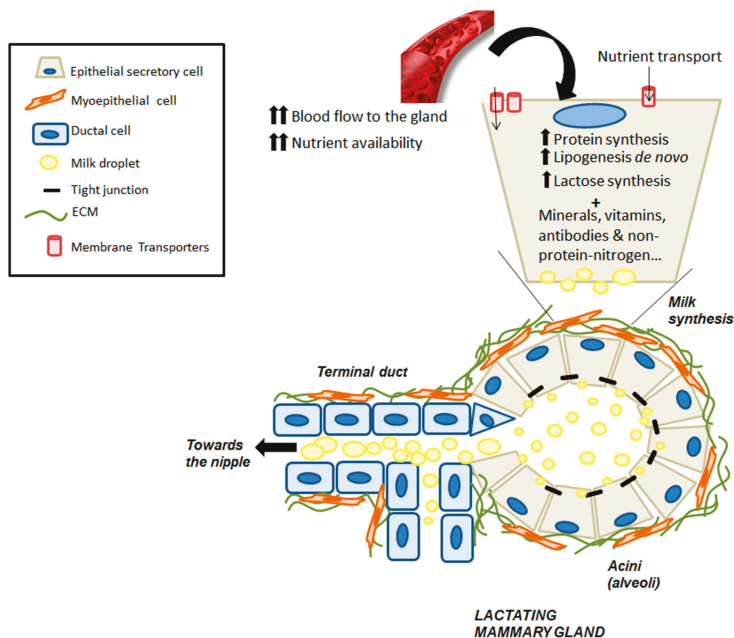 Epithelial secretory cell
Myoepithelial cell
Ductal cell
Milk droplet
Tight junction
ECM
Membrane Transporters
Blood flow to the gland
Nutrient availability
Nutrient transport
Protein synthesis
Lipogenesis de novo
Lactose synthesis
+
Minerals, vitamins,
antibodies & non-
protein-nitrogen...
Milk
synthesis
Terminal duct
Towards
the nipple
Acini
(alveoli)
LACTATING
MAMMARY GLAND